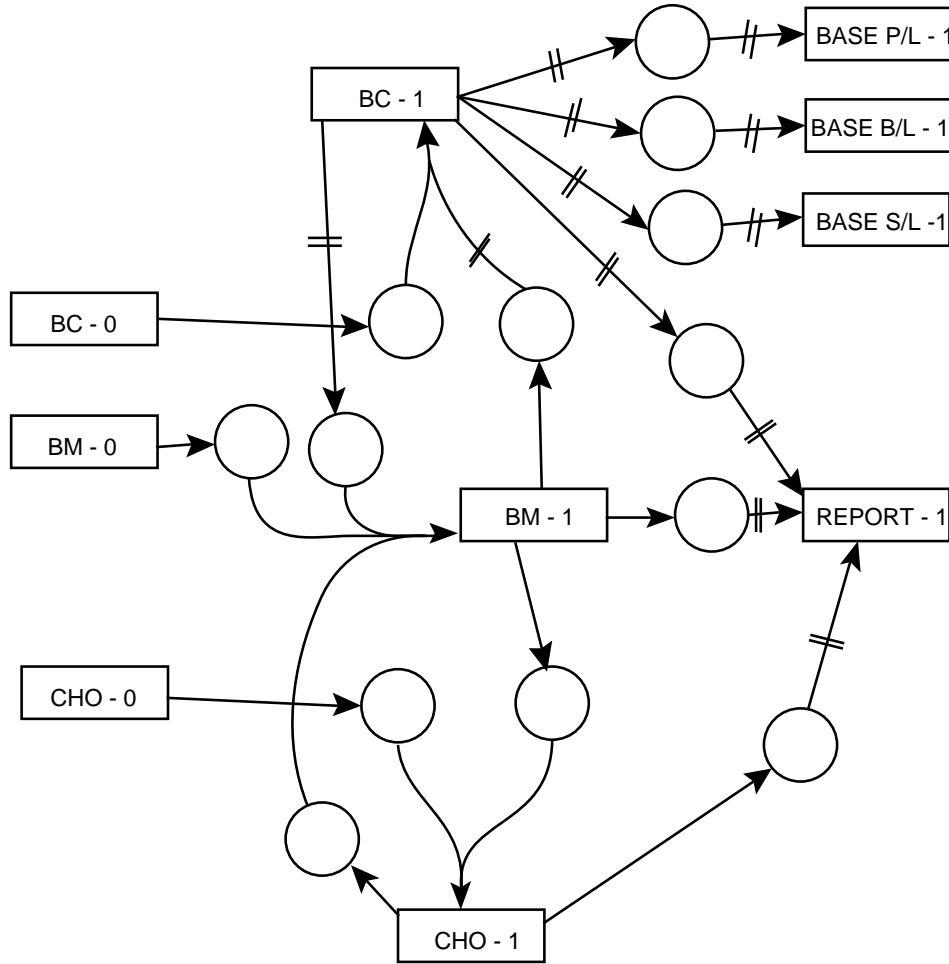 BASE P/L - 1
BC - 1
BASE B/L - 1
BASE S/L -1
BC - 0
BM - 0
BM - 1
REPORT - 1
CHO - 0
CHO - 1